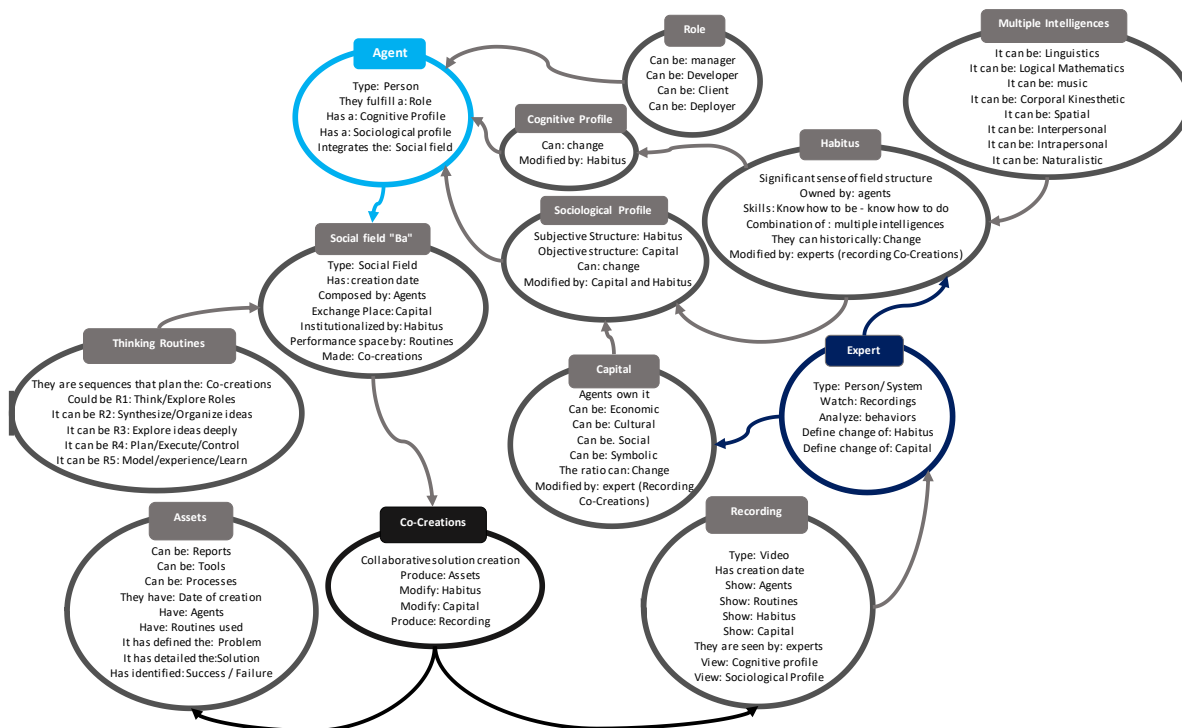 Agent
Type: Person
They fulfill a: Role
Has a: Cognitive Profile
Has a: Sociological profile
Integrates the: Social field
Role
Can be: manager
Can be: Developer
Can be: Client
Can be: Deployer
Multiple Intelligences
It can be: Linguistics
It can be: Logical Mathematics
It can be: music
It can be: Corporal Kinesthetic
It can be: Spatial
It can be: Interpersonal
It can be: Intrapersonal
It can be: Naturalistic
Cognitive Profile
Can: change
Modified by: Habitus
Habitus
Significant sense of field structure
Owned by: agents
Skills: Know how to be - know how to do
Combination of : multiple intelligences
They can historically: Change
Modified by: experts (recording Co-Creations)
Sociological Profile
Subjective Structure: Habitus
Objective structure: Capital
Can: change
Modified by: Capital and Habitus
Social field "Ba"
Type: Social Field
Has: creation date
Composed by: Agents
Exchange Place: Capital
Institutionalized by: Habitus
Performance space by: Routines
Made: Co-creations
Thinking Routines
They are sequences that plan the: Co-creations
Could be R1: Think/Explore Roles
It can be R2: Synthesize/Organize ideas
It can be R3: Explore ideas deeply
It can be R4: Plan/Execute/Control
It can be R5: Model/experience/Learn
Capital
Agents own it
Can be: Economic
Can be: Cultural
Can be. Social
Can be: Symbolic
The ratio can: Change
Modified by: expert (Recording
Co-Creations)
Expert
Type: Person/ System
Watch: Recordings
Analyze: behaviors
Define change of: Habitus
Define change of: Capital
Assets
Can be: Reports
Can be: Tools
Can be: Processes
They have: Date of creation
Have: Agents
Have: Routines used
It has defined the: Problem
It has detailed the:Solution
Has identified: Success / Failure
Co-Creations
Collaborative solution creation
Produce: Assets
Modify: Habitus
Modify: Capital
Produce: Recording
Recording
Type: Video
Has creation date
Show: Agents
Show: Routines
Show: Habitus
Show: Capital
They are seen by: experts
View: Cognitive profile
View: Sociological Profile